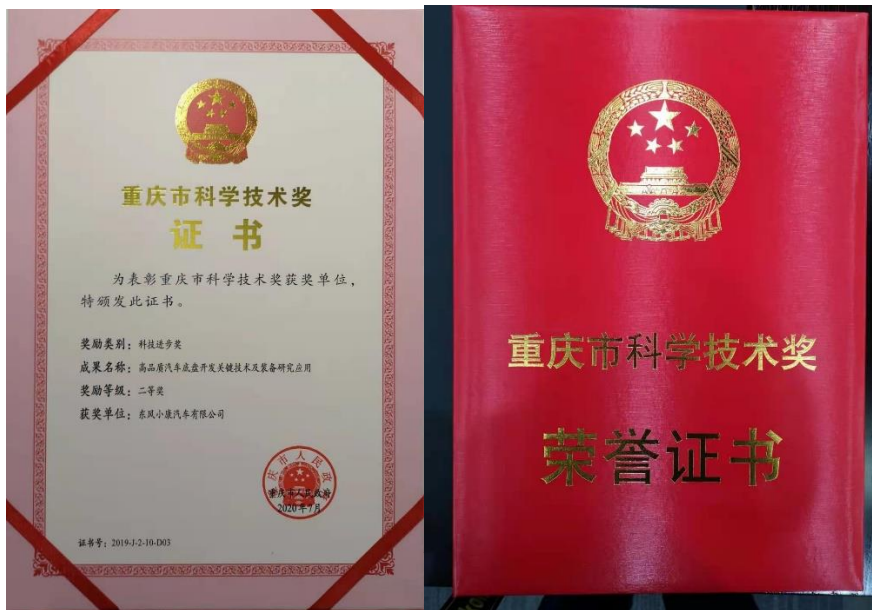 重庆市科学技术奖
证书
为表彰重庆市科学技术奖获奖单位，
特颁发此证书。
奖励类别：科技进步奖
成果名称：高品质汽车底盘开发关键技术及装备研究应用
奖励等级：二等奖
获奖单位：东风小康汽车有限公司
重庆市人民政府
2020年7月
证书号：2019-J-2-10-D03
重庆市科学技术奖
荣誉证书